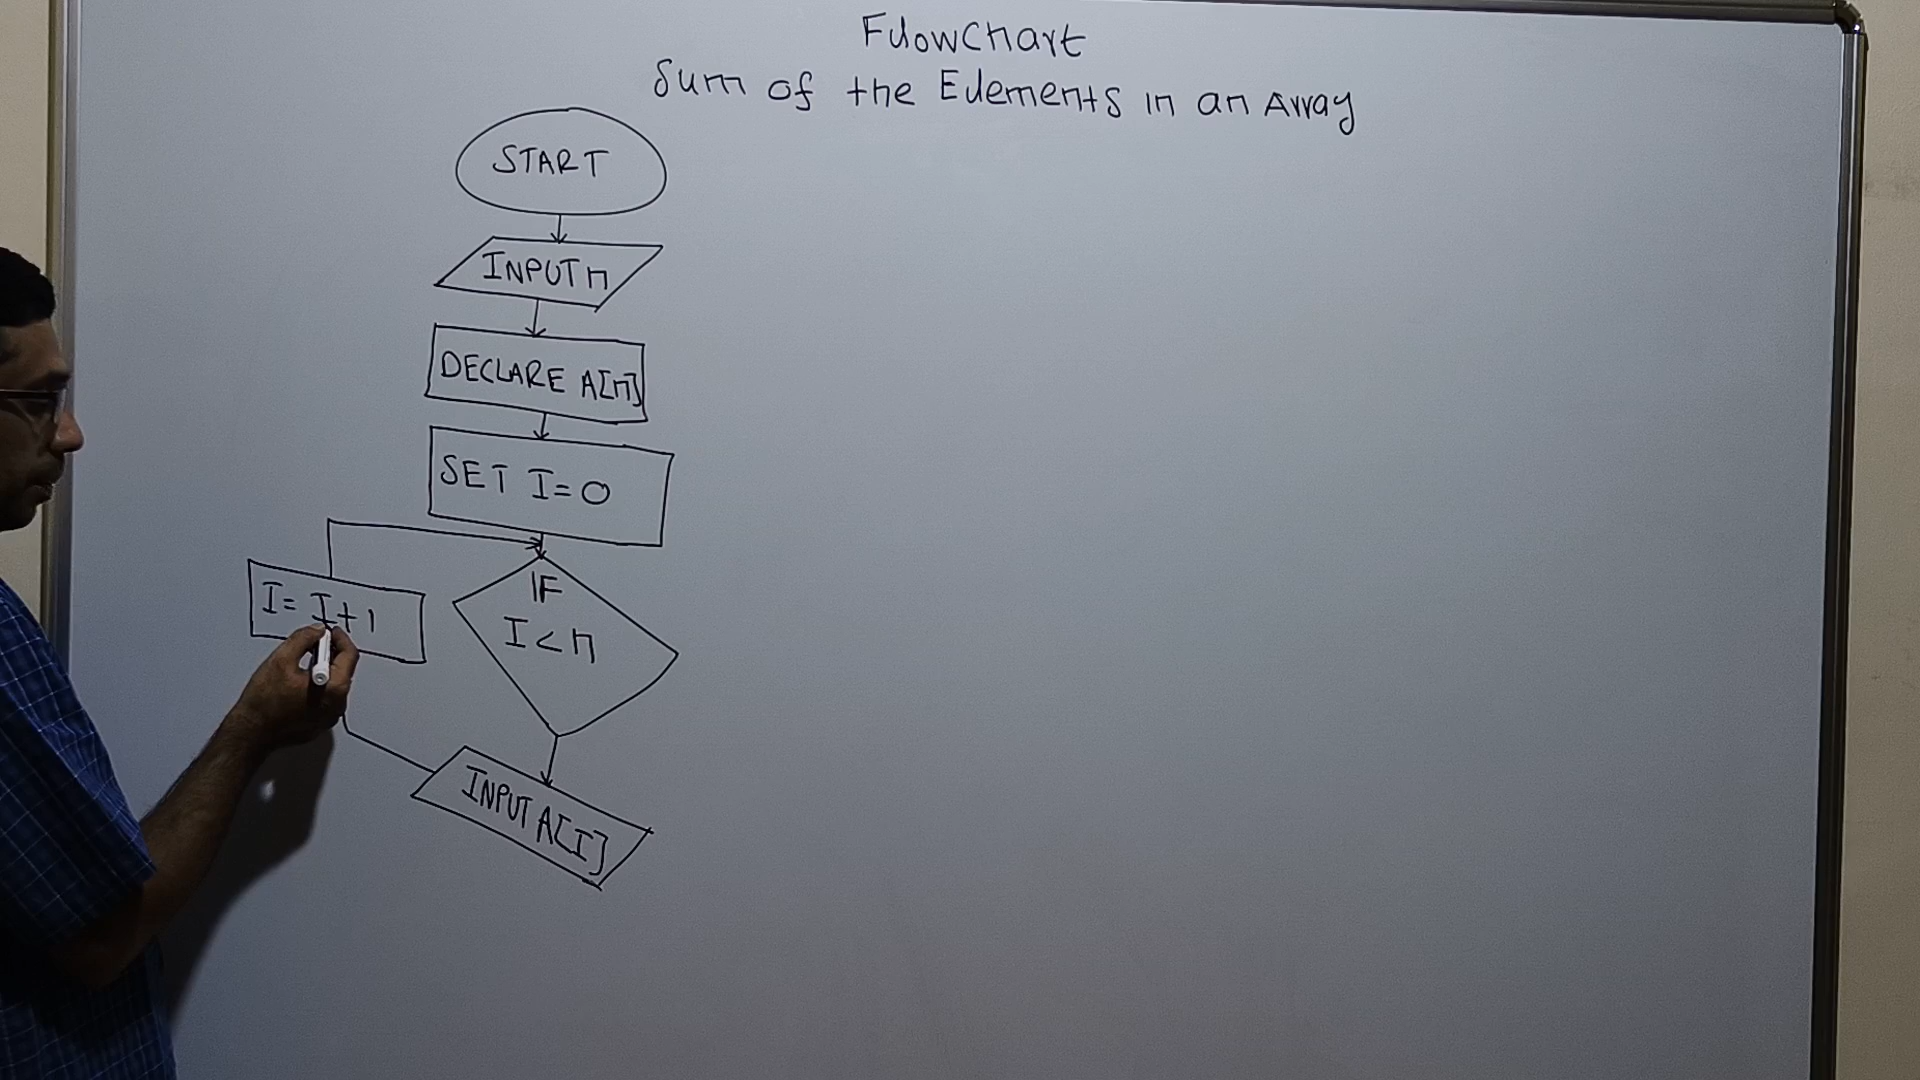 FlowChart
Sum of the Elements in an Array
START
INPUT n
DECLARE A[n]
SET I=0
IF
I<n
I=I+1
INPUT A[I]